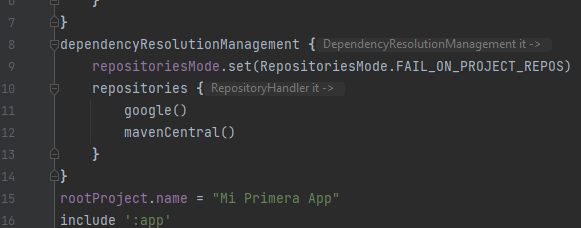 6 }
7 }
8 dependencyResolutionManagement { DependencyResolutionManagement it ->
9 repositoriesMode.set(RepositoriesMode.FAIL_ON_PROJECT_REPOS)
10 repositories { RepositoryHandler it ->
11 google()
12 mavenCentral()
13 }
14 }
15 rootProject.name = "Mi Primera App"
16 include ':app'